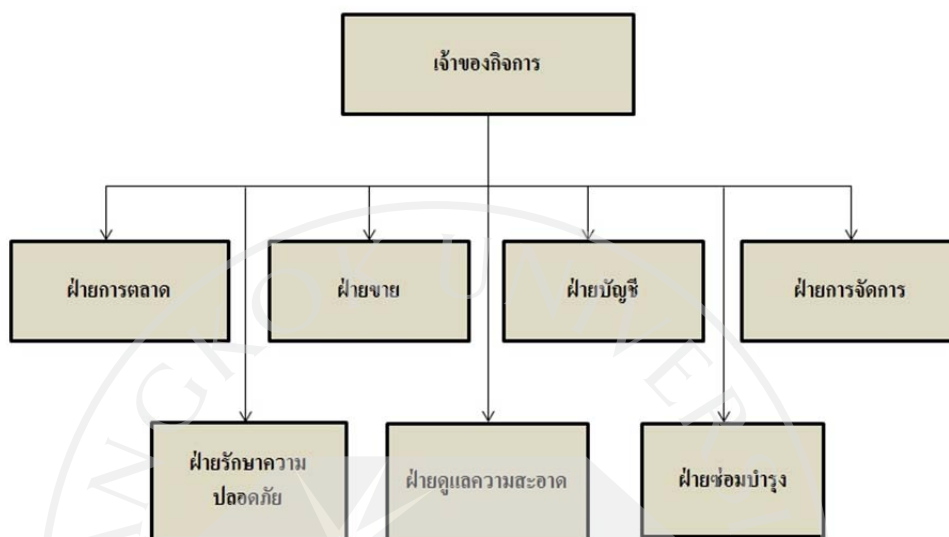 เจ้าของกิจการ
ฝ่ายการตลาด
ฝ่ายขาย
ฝ่ายบัญชี
ฝ่ายการจัดการ
ฝ่ายรักษาความ
ปลอดภัย
ฝ่ายดูแลความสะอาด
ฝ่ายซ่อมบำรุง